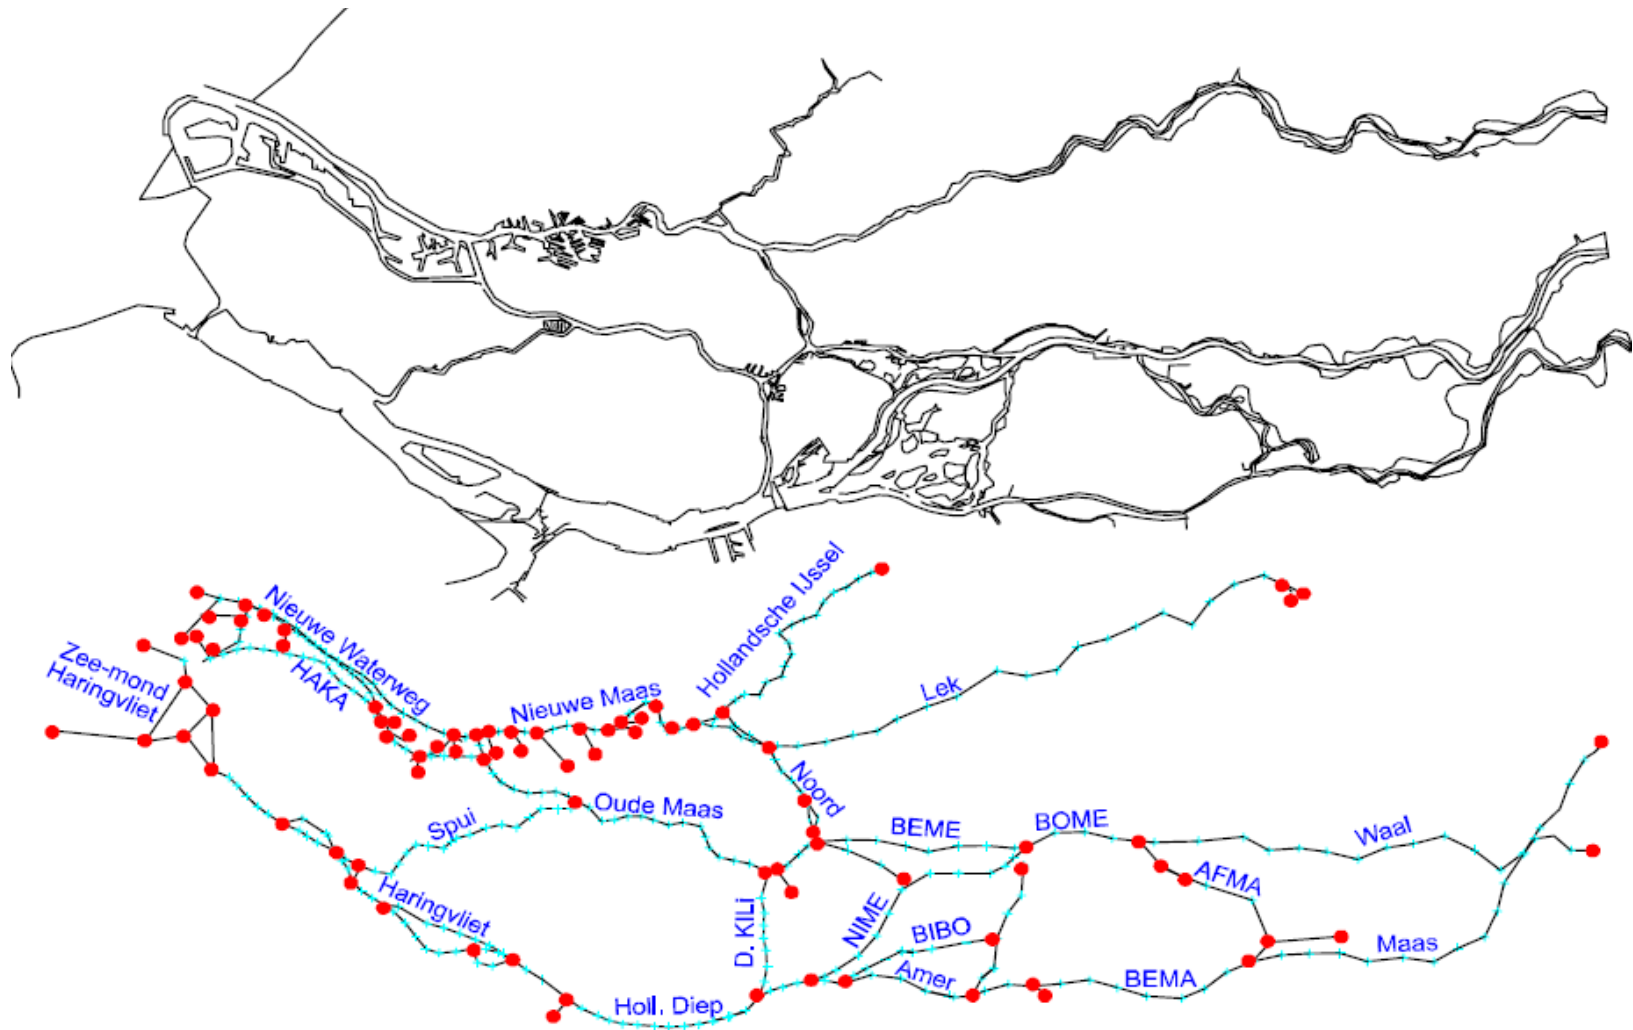 Hollandsche IJssel
Nieuwe Waterweg
Zee-mond
Haringvliet
HAKA
Nieuwe Maas
Lek
Noord
Spui
Oude Maas
BEME
BOME
Waal
AFMA
Haringvliet
D. KILi
NIME
BIBO
Amer
BEMA
Maas
Holl. Diep